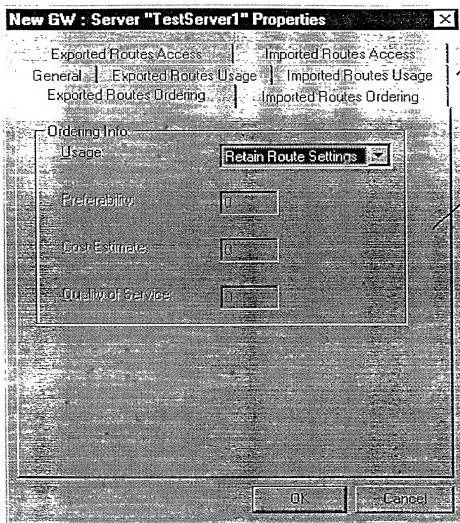 New GW : Server "TestServer1" Properties
Exported Routes Access Imported Routes Access
General Exported Routes Usage Imported Routes Usage
Exported Routes Ordering Imported Routes Ordering
Ordering Info:
Usage: Retain Route Settings
Preferability: 0
Cost Estimate: 0
Quality of Service: 0
OK Cancel